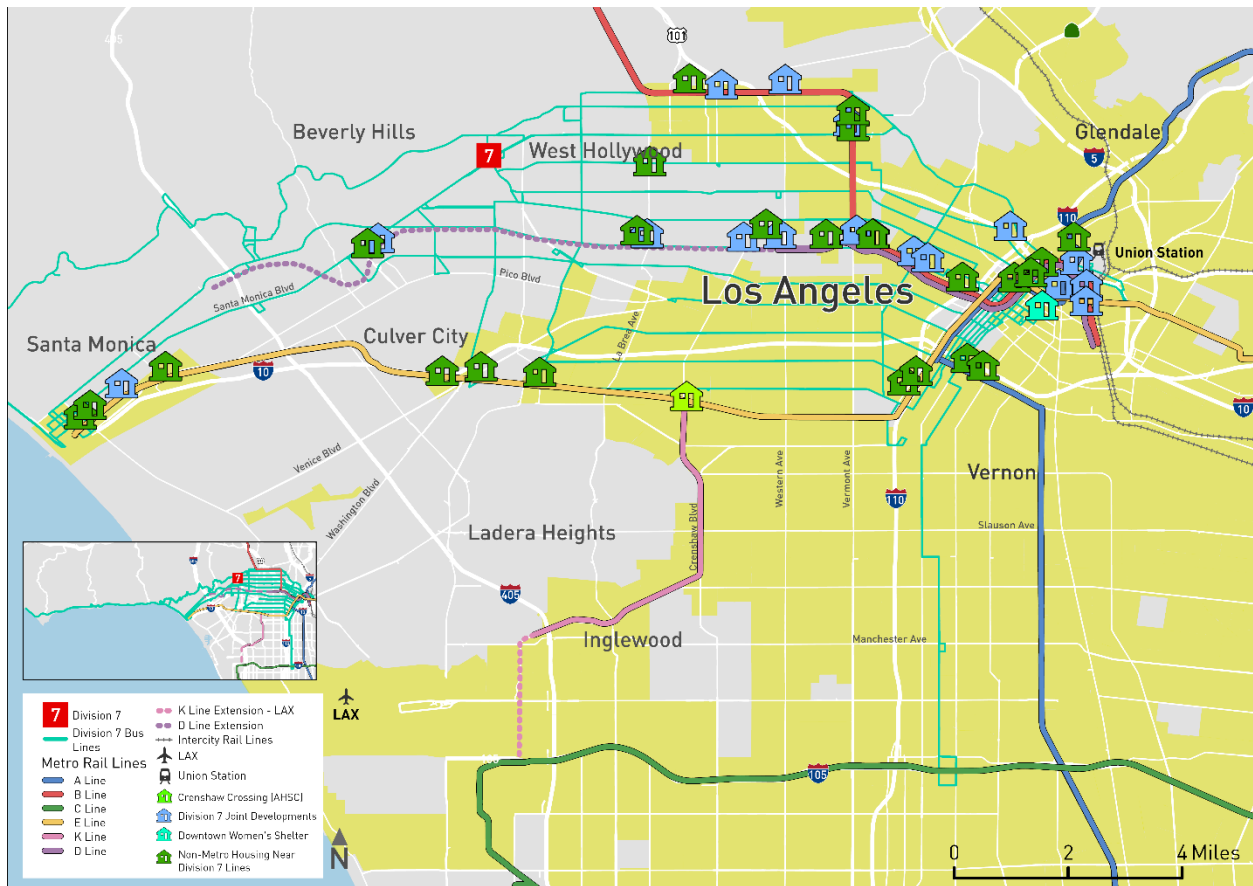 405
101
Beverly Hills
Glendale
5
7
West Hollywood
110
Union Station
Pico Blvd
Los Angeles
Santa Monica Blvd
La Brea Ave
Santa Monica
Culver City
10
10
Venice Blvd
Western Ave
Vermont Ave
Washington Blvd
110
Vernon
Crenshaw Blvd
Slauson Ave
Ladera Heights
405
7
Inglewood
Manchester Ave
LAX
105
7 Division 7
Division 7 Bus
Lines
Metro Rail Lines
A Line
B Line
C Line
E Line
K Line
D Line
K Line Extension - LAX
D Line Extension
Intercity Rail Lines
LAX
Union Station
Crenshaw Crossing (AHSC)
Division 7 Joint Developments
Downtown Women's Shelter
Non-Metro Housing Near
Division 7 Lines
N
0 2 4 Miles